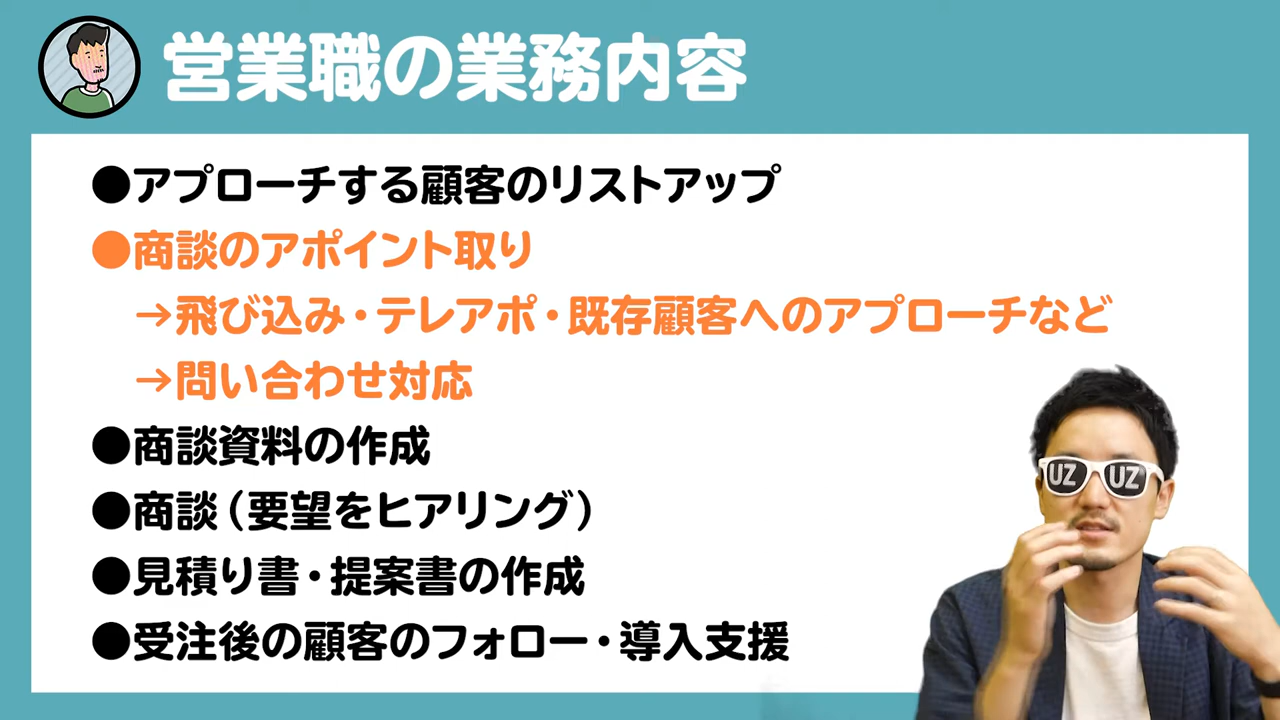 営業職の業務内容
●アプローチする顧客のリストアップ
●商談のアポイント取り
→飛び込み・テレアポ・既存顧客へのアプローチなど
→問い合わせ対応
●商談資料の作成
●商談（要望をヒアリング）
●見積り書・提案書の作成
●受注後の顧客のフォロー・導入支援
UZ UZ